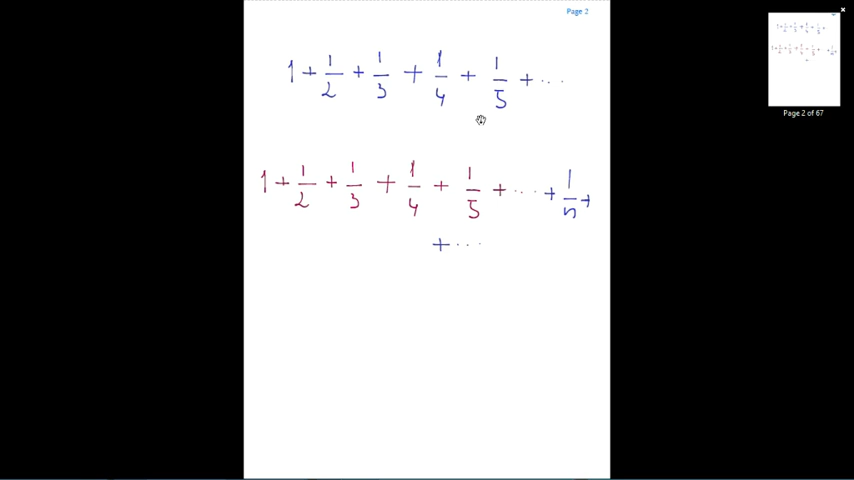 Page 2
1 + 1/2 + 1/3 + 1/4 + 1/5 + ...
1 + 1/2 + 1/3 + 1/4 + 1/5 + ... + 1/n +
+ ...
Page 2 of 67